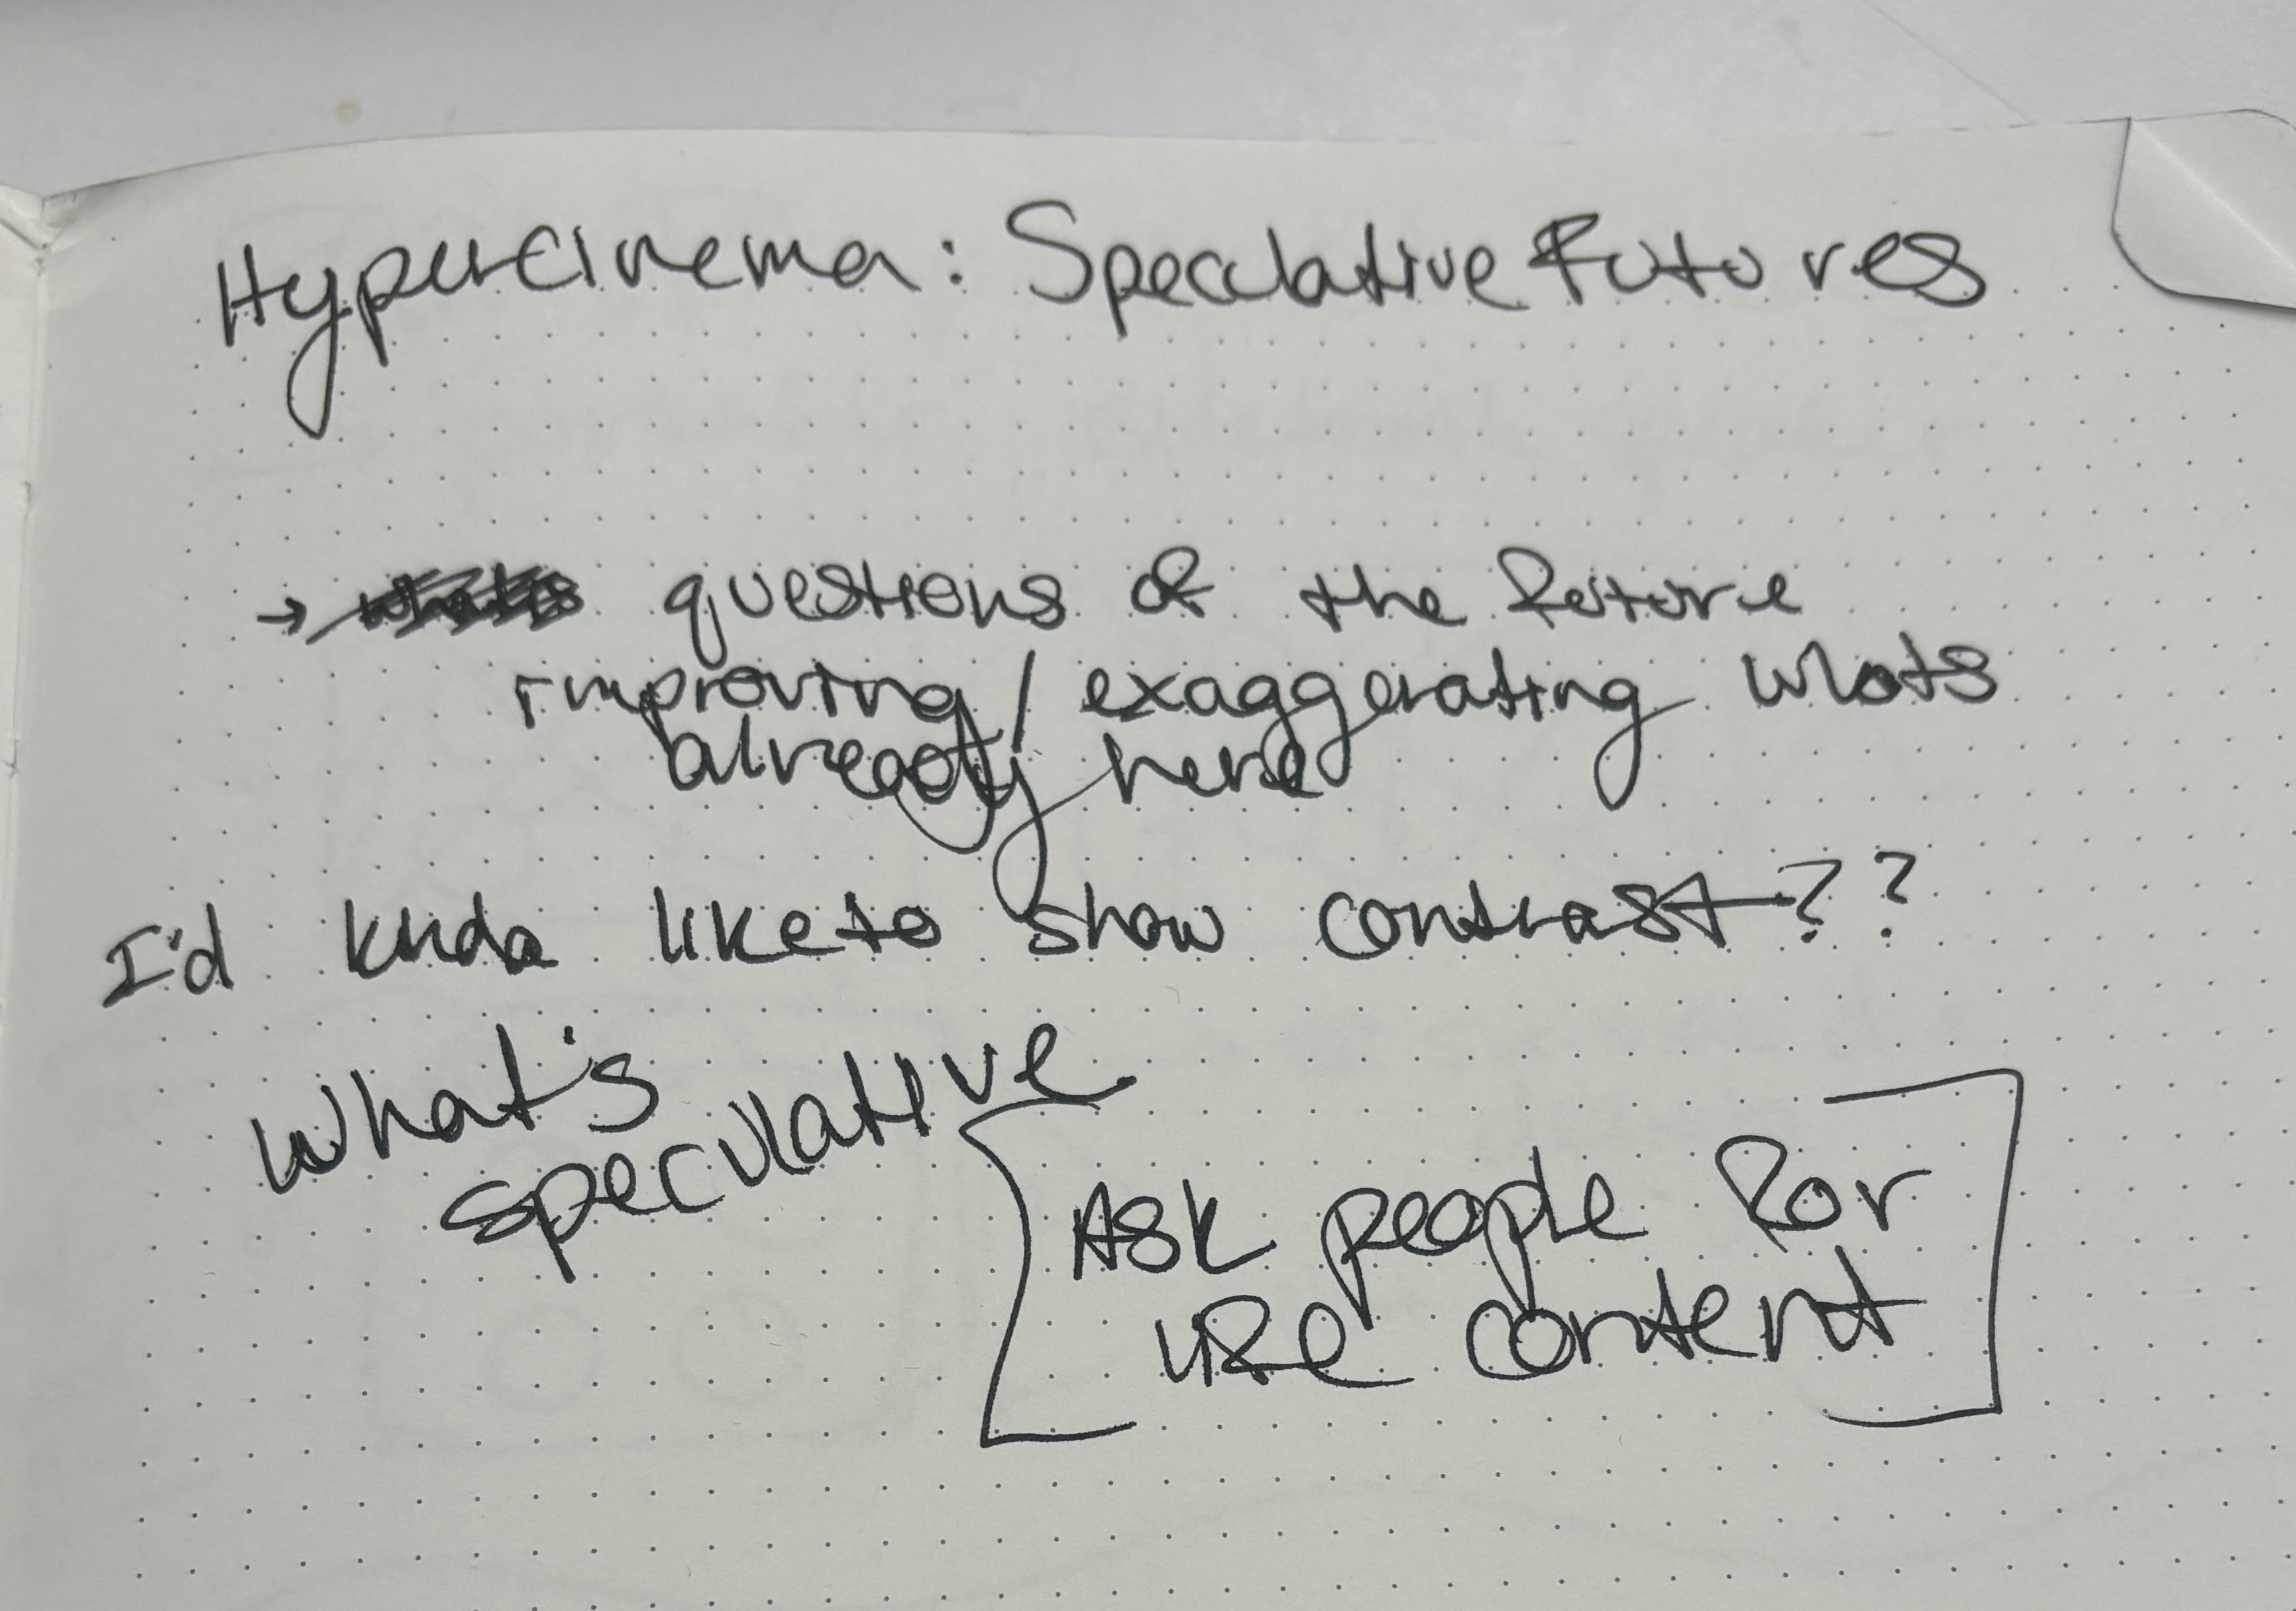 Hypercinema: Speculative Futures
→ questions of the future
improving / exaggerating whats
already here
I'd kinda like to show contrast??
What's
speculative
Ask people for
life content